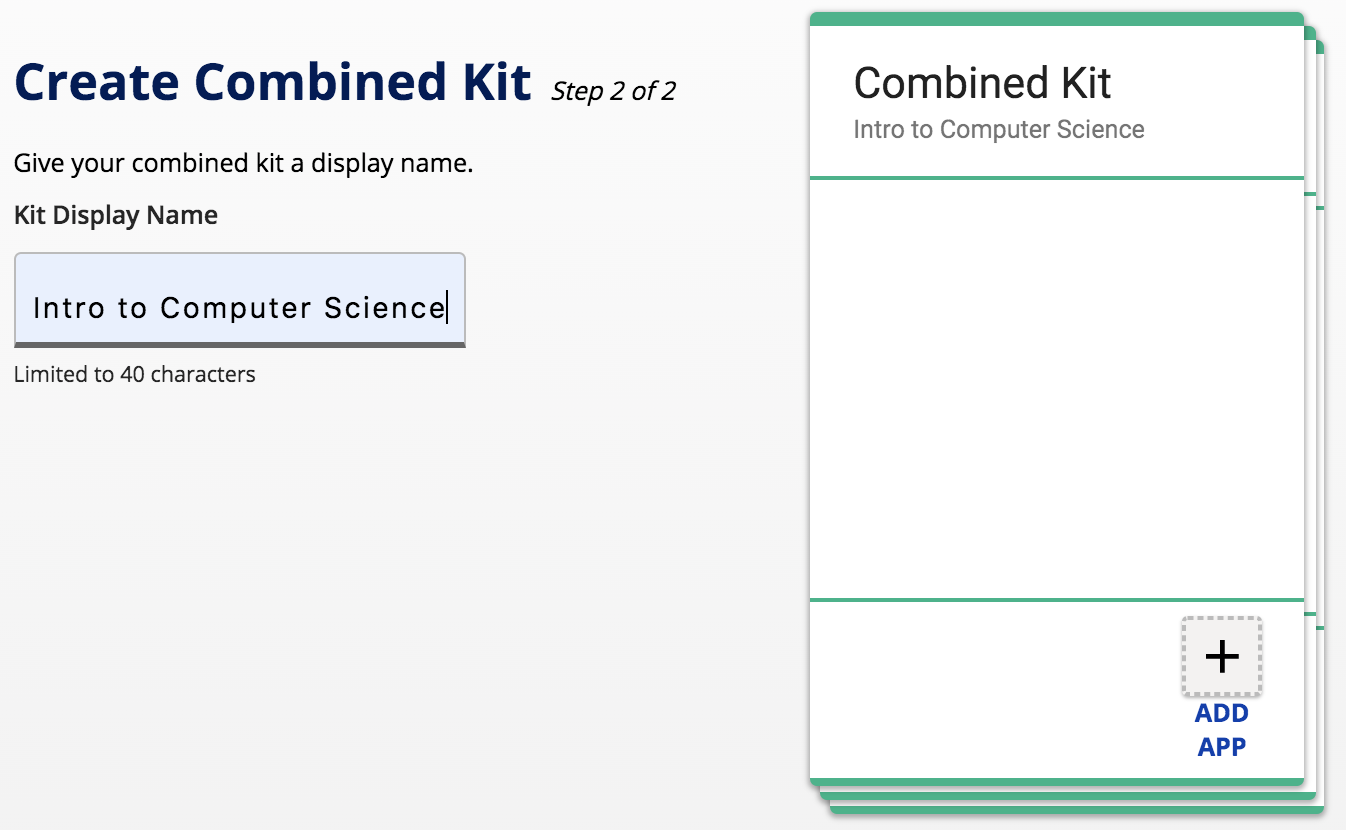 Create Combined Kit Step 2 of 2
Give your combined kit a display name.
Kit Display Name
Intro to Computer Science
Limited to 40 characters
Combined Kit
Intro to Computer Science
ADD
APP